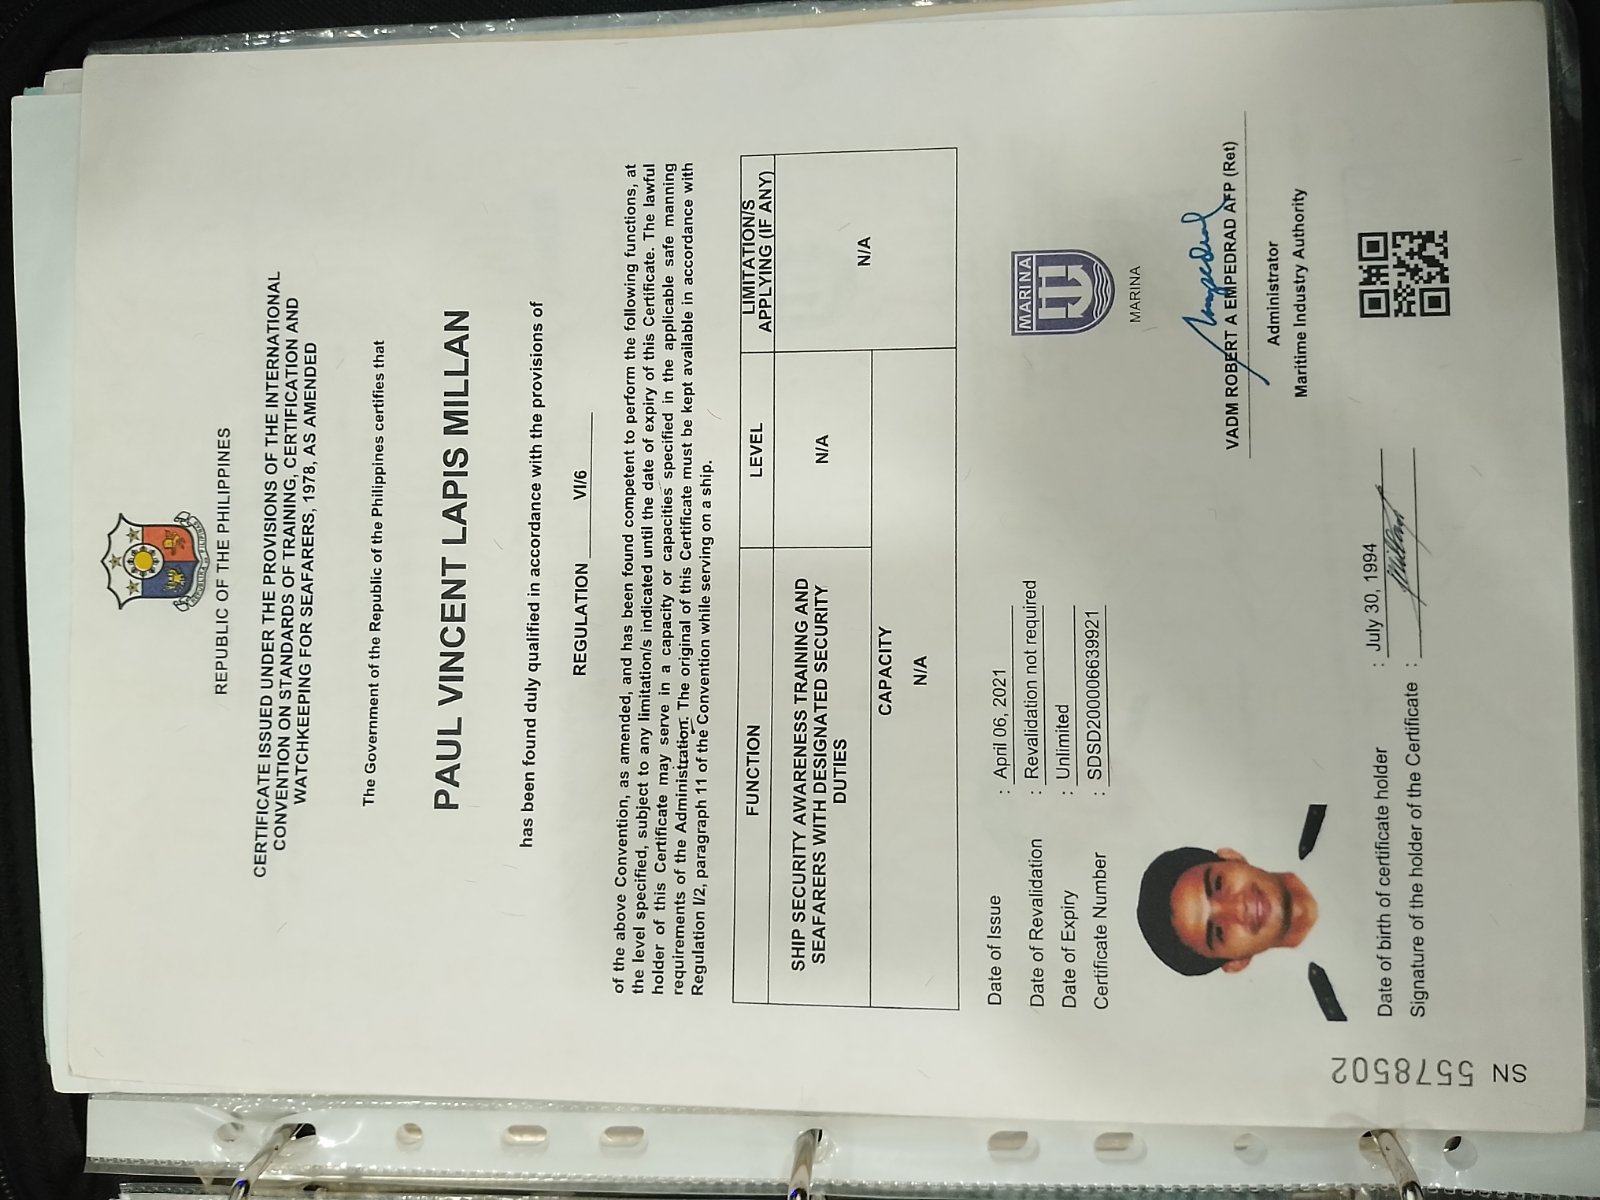 REPUBLIC OF THE PHILIPPINES
CERTIFICATE ISSUED UNDER THE PROVISIONS OF THE INTERNATIONAL
CONVENTION ON STANDARDS OF TRAINING, CERTIFICATION AND
WATCHKEEPING FOR SEAFARERS, 1978, AS AMENDED
The Government of the Republic of the Philippines certifies that
PAUL VINCENT LAPIS MILLAN
has been found duly qualified in accordance with the provisions of
REGULATION VI/6
of the above Convention, as amended, and has been found competent to perform the following functions, at
the level specified, subject to any limitation/s indicated until the date of expiry of this Certificate. The lawful
holder of this Certificate may serve in a capacity or capacities specified in the applicable safe manning
requirements of the Administration. The original of this Certificate must be kept available in accordance with
Regulation I/2, paragraph 11 of the Convention while serving on a ship.
FUNCTION LEVEL LIMITATION/S
APPLYING (IF ANY)
SHIP SECURITY AWARENESS TRAINING AND
SEAFARERS WITH DESIGNATED SECURITY
DUTIES
N/A
N/A
CAPACITY
N/A
Date of Issue : April 06, 2021
Date of Revalidation : Revalidation not required
Date of Expiry : Unlimited
Certificate Number : SDSD200006639921
MARINA
MARINA
VADM ROBERT A EMPEDRAD AFP (Ret)
Administrator
Maritime Industry Authority
Date of birth of certificate holder : July 30, 1994
Signature of the holder of the Certificate :
SN 5578502